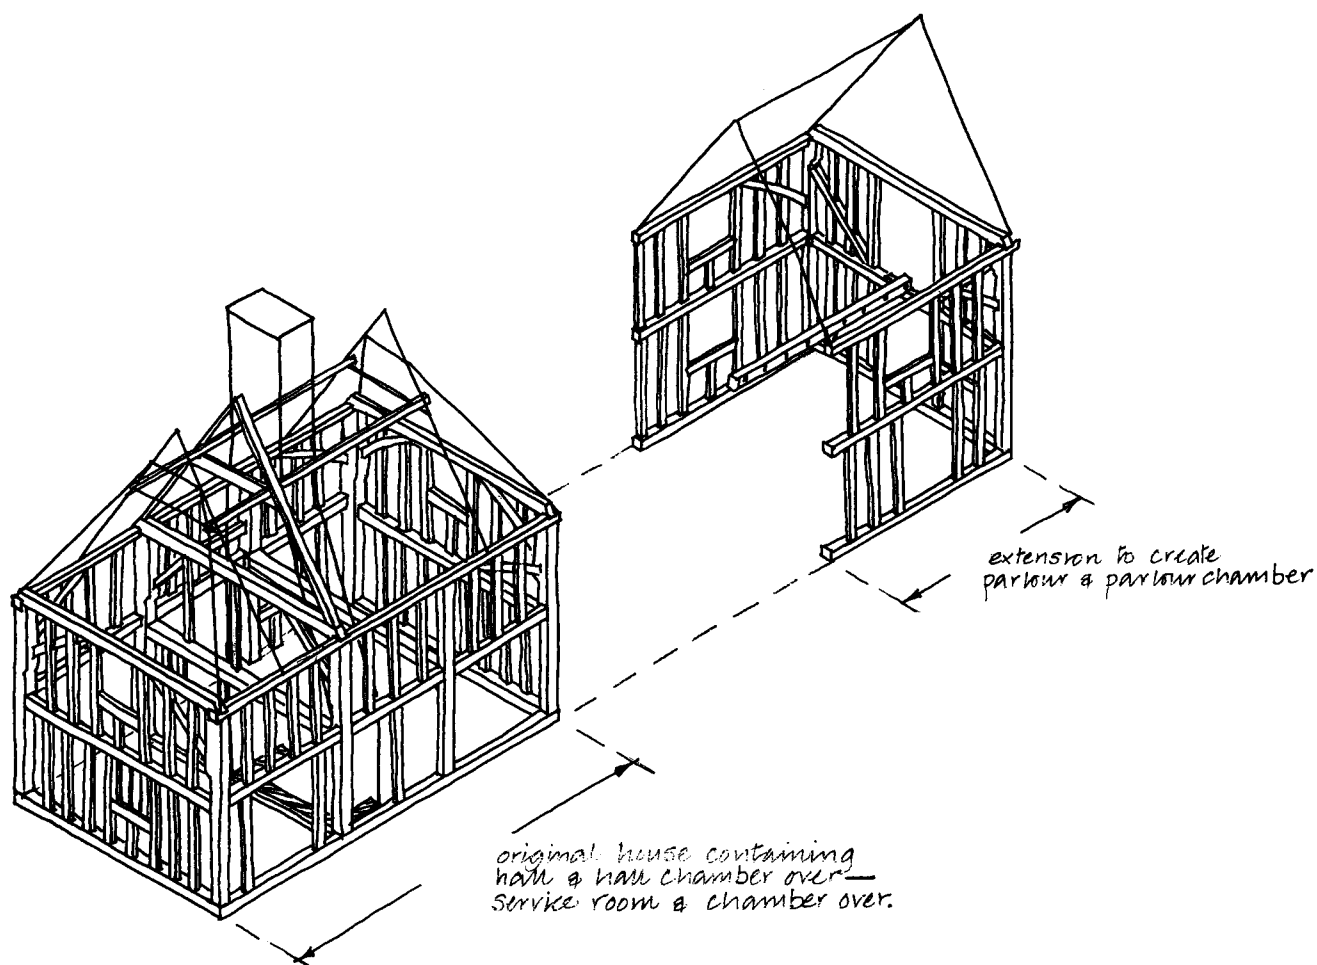 extension to create
parlour & parlour chamber
original house containing
hall & hall chamber over —
service room & chamber over.